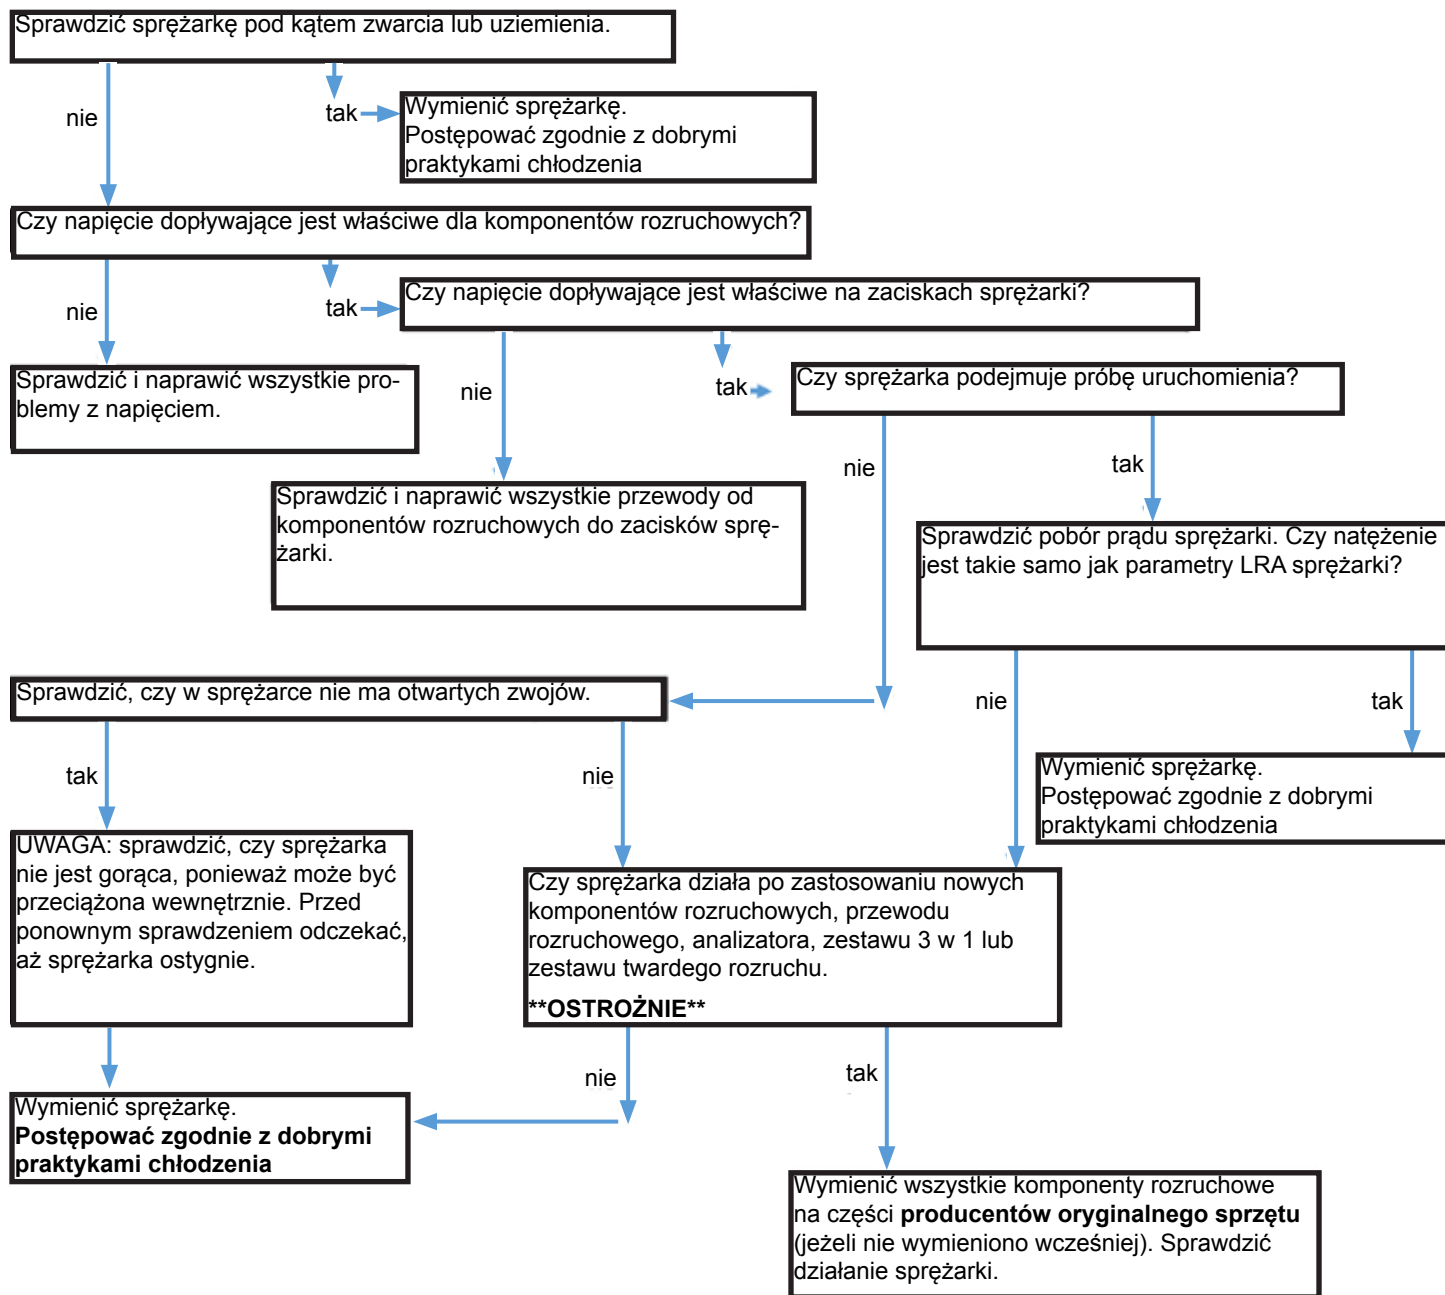 Sprawdzić sprężarkę pod kątem zwarcia lub uziemienia.
nie
tak
Wymienić sprężarkę.
Postępować zgodnie z dobrymi
praktykami chłodzenia
Czy napięcie dopływające jest właściwe dla komponentów rozruchowych?
nie
tak
Czy napięcie dopływające jest właściwe na zaciskach sprężarki?
Sprawdzić i naprawić wszystkie pro-
blemy z napięciem.
nie
tak
Czy sprężarka podejmuje próbę uruchomienia?
nie
tak
Sprawdzić i naprawić wszystkie przewody od
komponentów rozruchowych do zacisków sprę-
żarki.
Sprawdzić pobór prądu sprężarki. Czy natężenie
jest takie samo jak parametry LRA sprężarki?
Sprawdzić, czy w sprężarce nie ma otwartych zwojów.
nie
tak
tak
nie
Wymienić sprężarkę.
Postępować zgodnie z dobrymi
praktykami chłodzenia
UWAGA: sprawdzić, czy sprężarka
nie jest gorąca, ponieważ może być
przeciążona wewnętrznie. Przed
ponownym sprawdzeniem odczekać,
aż sprężarka ostygnie.
Czy sprężarka działa po zastosowaniu nowych
komponentów rozruchowych, przewodu
rozruchowego, analizatora, zestawu 3 w 1 lub
zestawu twardego rozruchu.
**OSTROŻNIE**
nie
tak
Wymienić sprężarkę.
Postępować zgodnie z dobrymi
praktykami chłodzenia
Wymienić wszystkie komponenty rozruchowe
na części producentów oryginalnego sprzętu
(jeżeli nie wymieniono wcześniej). Sprawdzić
działanie sprężarki.